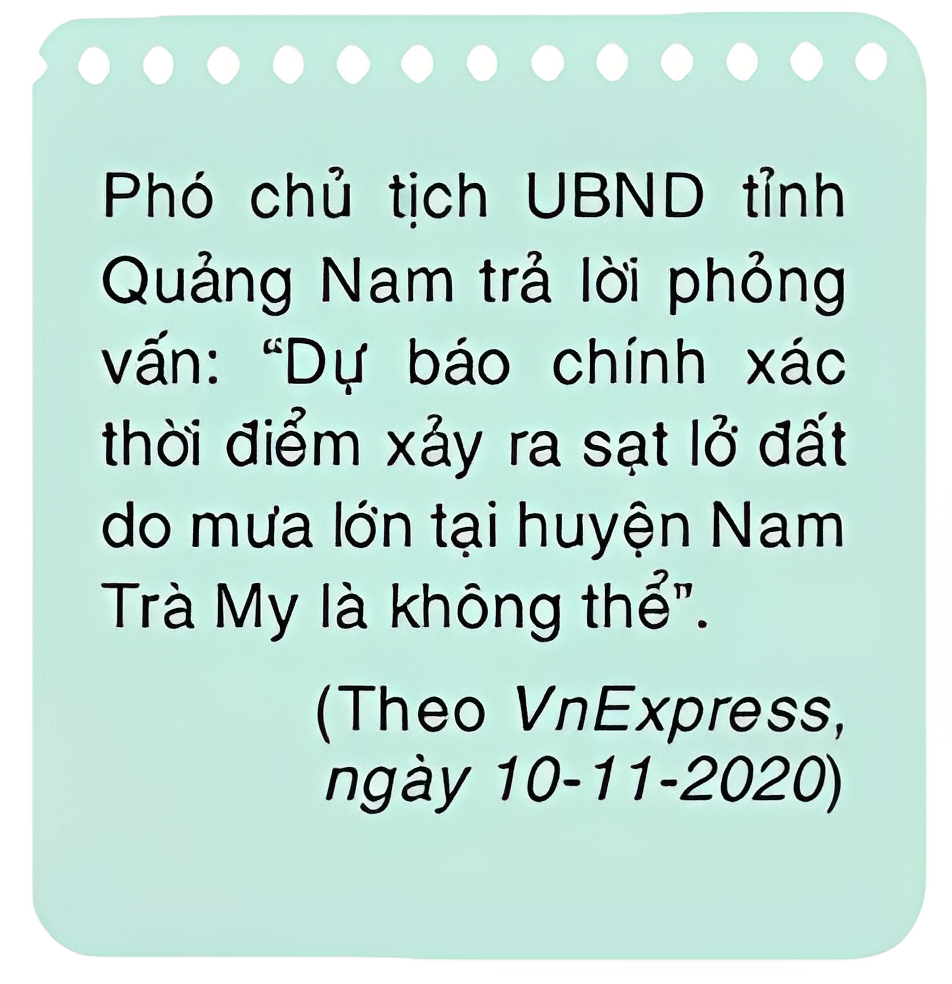 Phó chủ tịch UBND tỉnh
Quảng Nam trả lời phỏng
vấn: “Dự báo chính xác
thời điểm xảy ra sạt lở đất
do mưa lớn tại huyện Nam
Trà My là không thể”.
(Theo VnExpress,
ngày 10-11-2020)